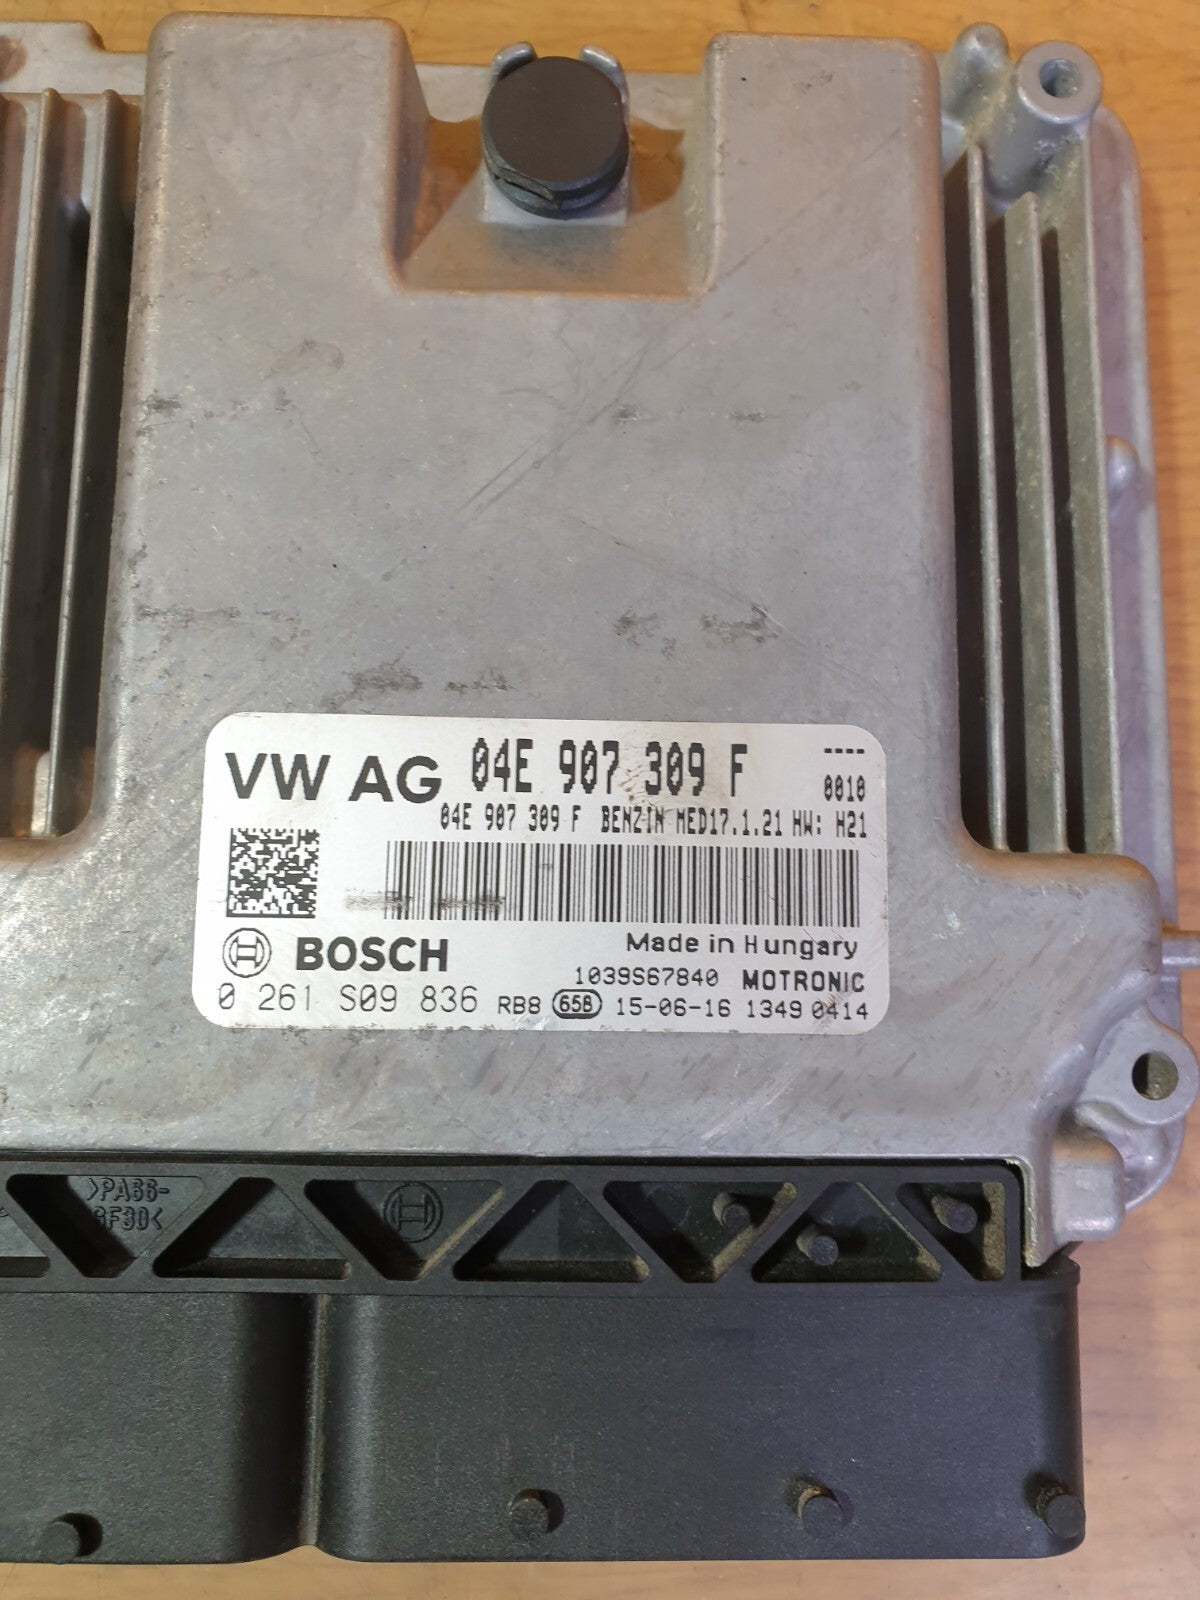 VW AG 04E 907 309 F ----
0010
04E 907 309 F BENZIN MED17.1.21 HW: H21
BOSCH Made in Hungary
1039S67840 MOTRONIC
0 261 S09 836 RB8 65B 15-06-16 1349 0414
>PA66-
GF30<